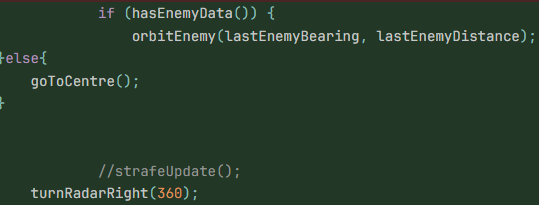 if (hasEnemyData()) {
orbitEnemy(lastEnemyBearing, lastEnemyDistance);
}else{
goToCentre();
}
//strafeUpdate();
turnRadarRight(360);